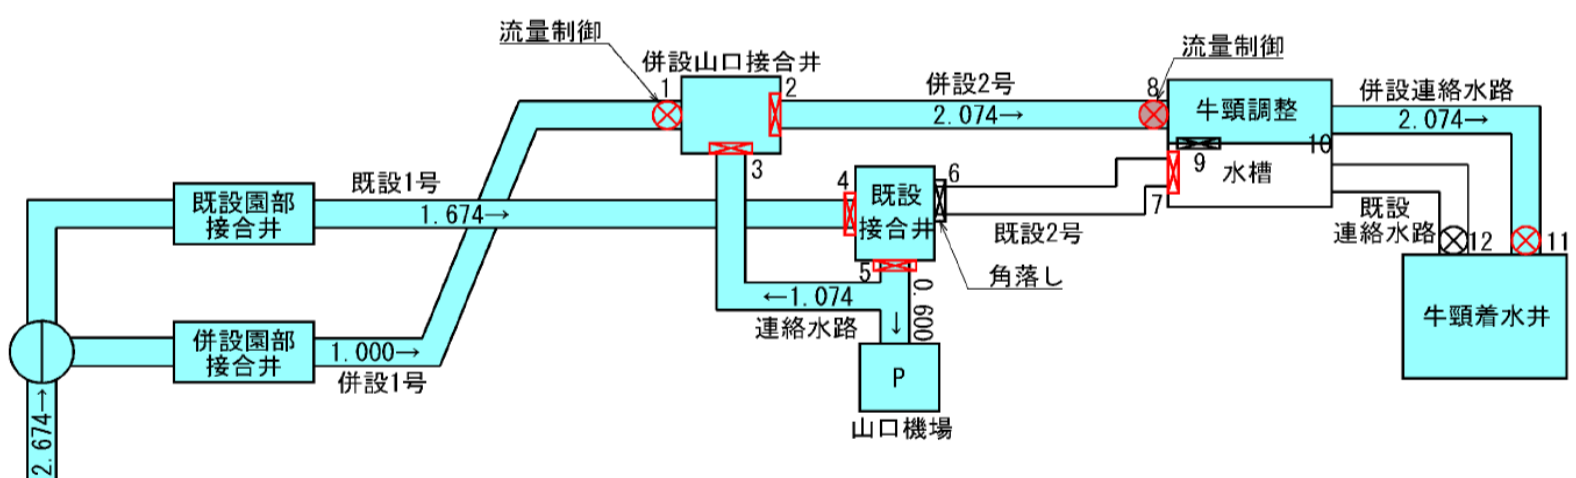 流量制御
併設山口接合井
1
2
併設2号
2.074→
流量制御
8
牛頸調整
併設連絡水路
2.074→
3
9
10
水槽
既設1号
1.674→
既設園部
接合井
4
既設
接合井
6
7
既設2号
既設
連絡水路
12
11
5
角落し
←1.074
連絡水路
0.600
↓
牛頸着水井
併設園部
接合井
1.000→
併設1号
P
山口機場
2.674→